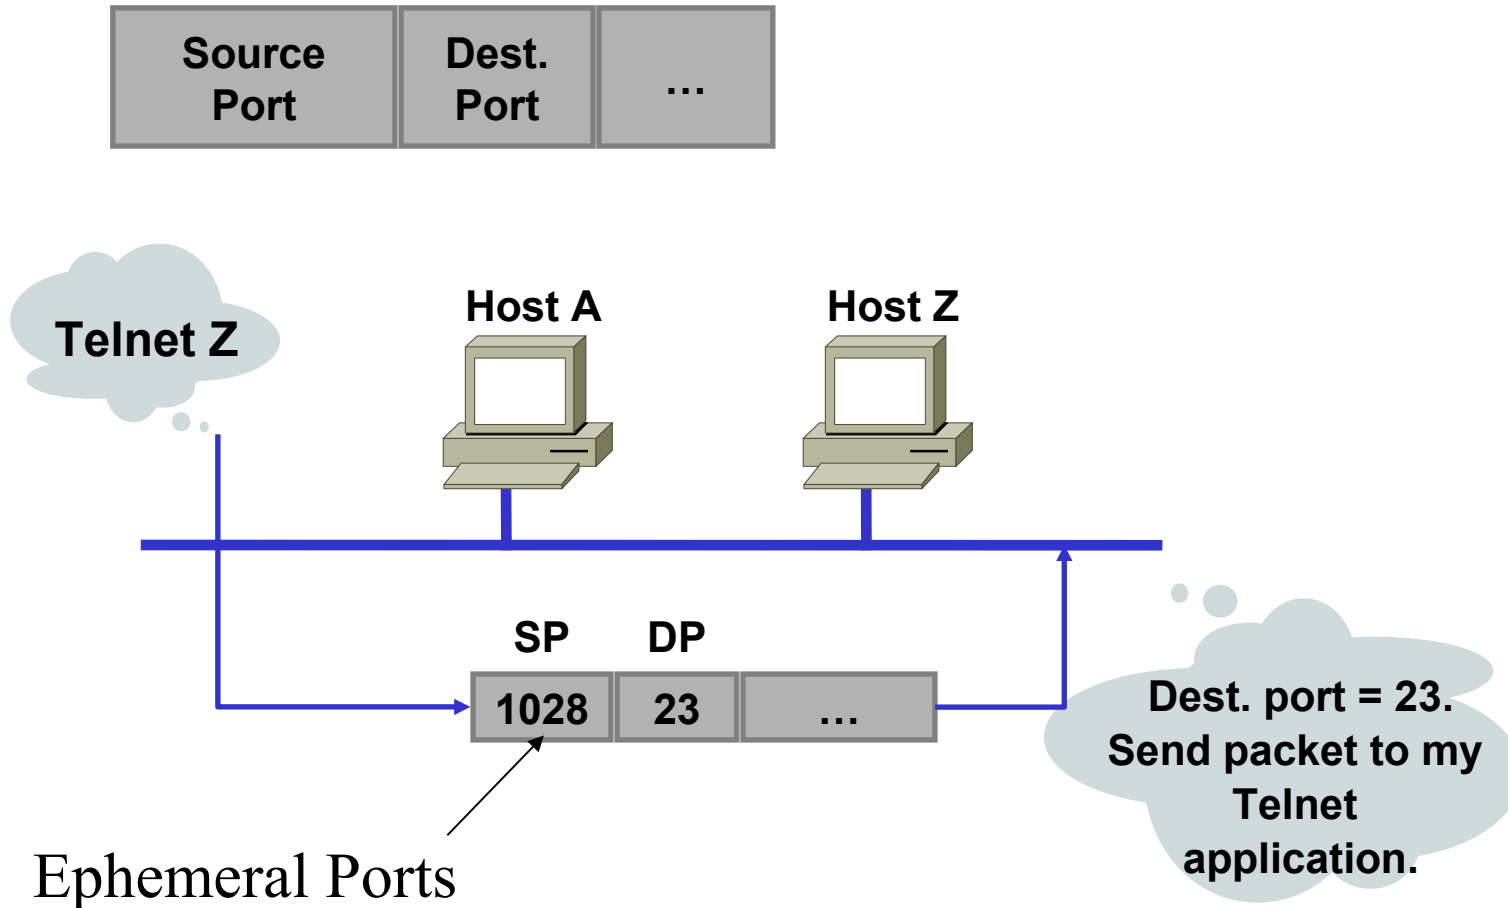 Source
Port
Dest.
Port
...
Telnet Z
Host A
Host Z
SP
DP
1028
23
...
Dest. port = 23.
Send packet to my
Telnet
application.
Ephemeral Ports